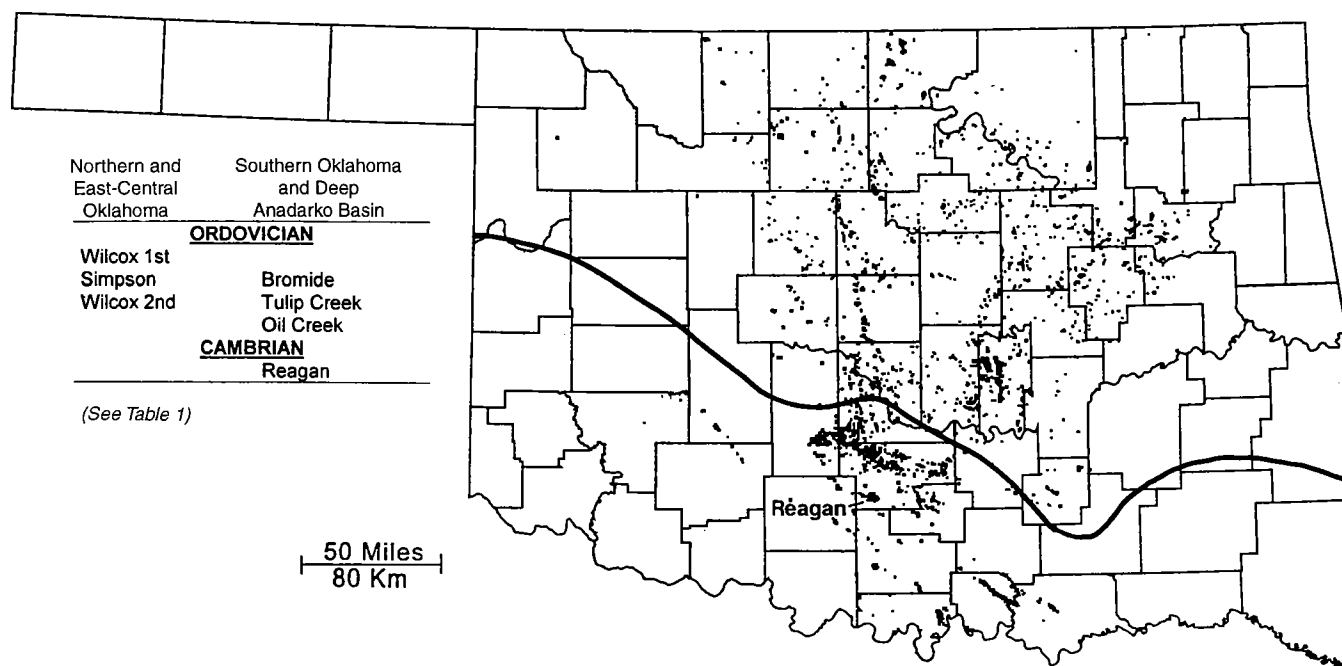 Northern and
East-Central
Oklahoma
Southern Oklahoma
and Deep
Anadarko Basin
ORDOVICIAN
Wilcox 1st
Simpson Bromide
Wilcox 2nd Tulip Creek
Oil Creek
CAMBRIAN
Reagan
(See Table 1)
Reagan
50 Miles
80 Km